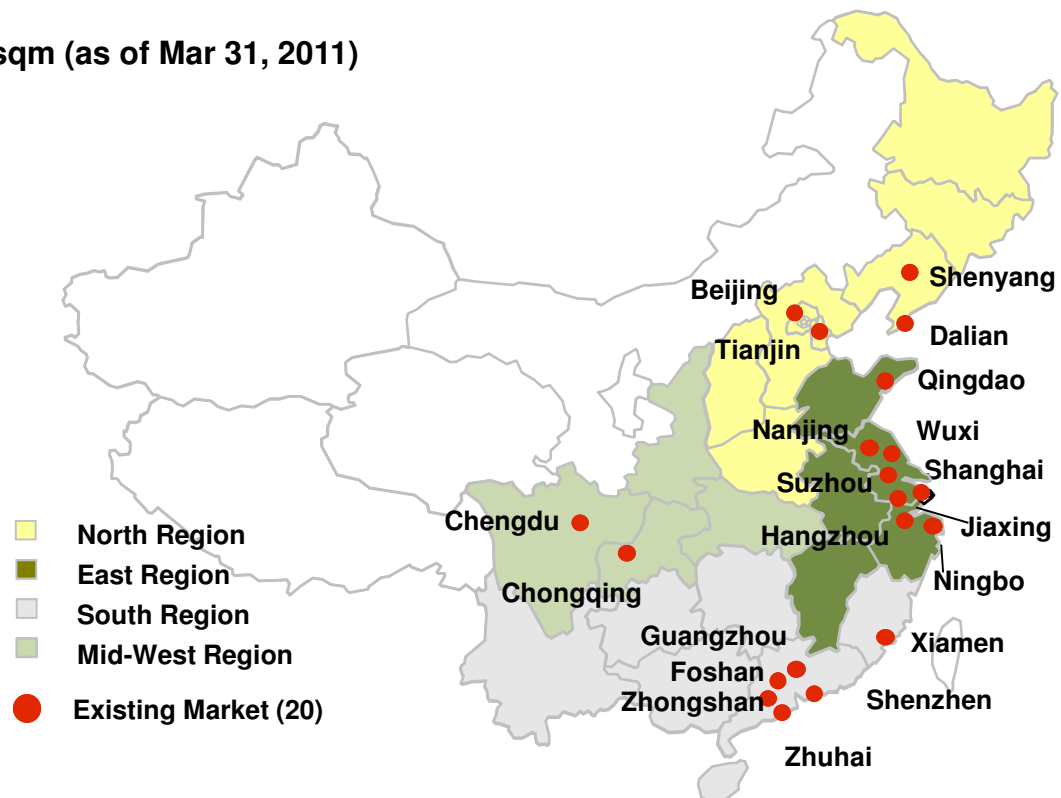 sqm (as of Mar 31, 2011)
Beijing
Shenyang
Tianjin
Dalian
Qingdao
Nanjing
Wuxi
Suzhou
Shanghai
Chengdu
Hangzhou
Jiaxing
Chongqing
Ningbo
Guangzhou
Xiamen
Foshan
Zhongshan
Shenzhen
Zhuhai
North Region
East Region
South Region
Mid-West Region
Existing Market (20)